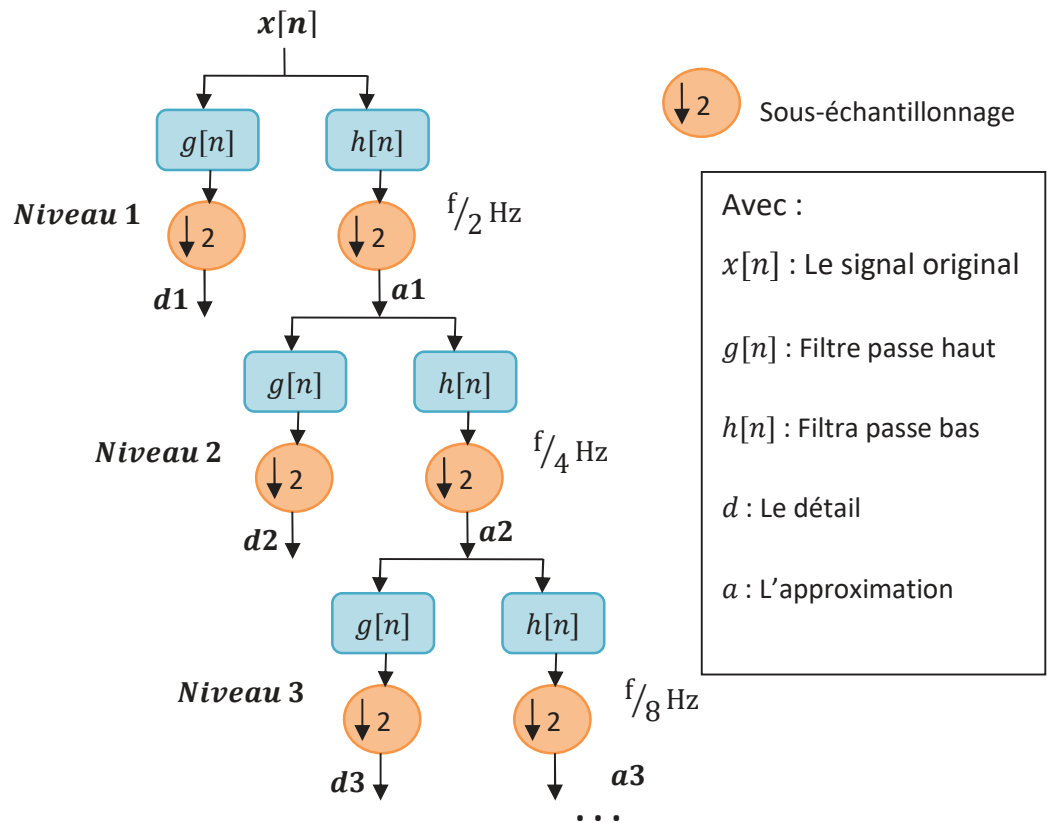 x[n]
↓ 2 Sous-échantillonnage
g[n] h[n]
Niveau 1 ↓ 2 ↓ 2 f/2 Hz
d1 a1
g[n] h[n]
Niveau 2 ↓ 2 ↓ 2 f/4 Hz
d2 a2
g[n] h[n]
Niveau 3 ↓ 2 ↓ 2 f/8 Hz
d3 a3
...
Avec :
x[n] : Le signal original
g[n] : Filtre passe haut
h[n] : Filtra passe bas
d : Le détail
a : L’approximation